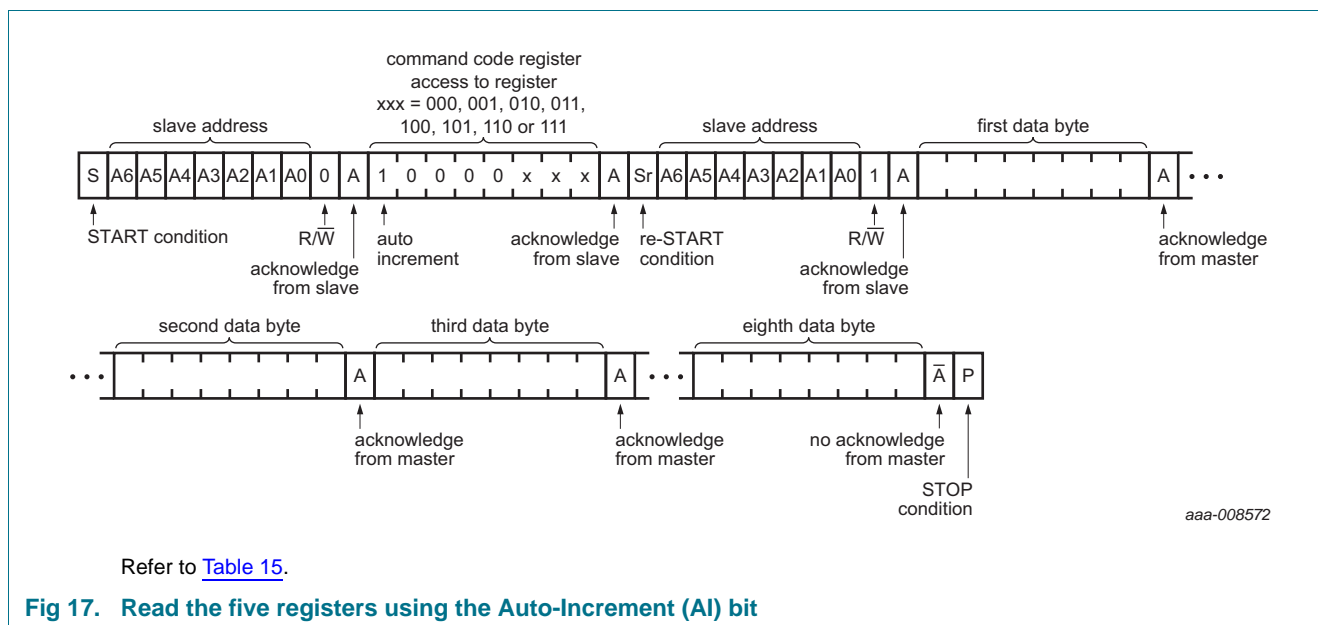 command code register
access to register
xxx = 000, 001, 010, 011,
100, 101, 110 or 111
slave address
slave address
first data byte
S A6 A5 A4 A3 A2 A1 A0 0 A 1 0 0 0 0 x x x A Sr A6 A5 A4 A3 A2 A1 A0 1 A A • • •
START condition
R/W̅
acknowledge
from slave
auto
increment
acknowledge
from slave
re-START
condition
R/W̅
acknowledge
from slave
acknowledge
from master
second data byte
third data byte
eighth data byte
• • • A A • • • A̅ P
acknowledge
from master
acknowledge
from master
no acknowledge
from master
STOP
condition
aaa-008572
Refer to Table 15.
Fig 17. Read the five registers using the Auto-Increment (AI) bit